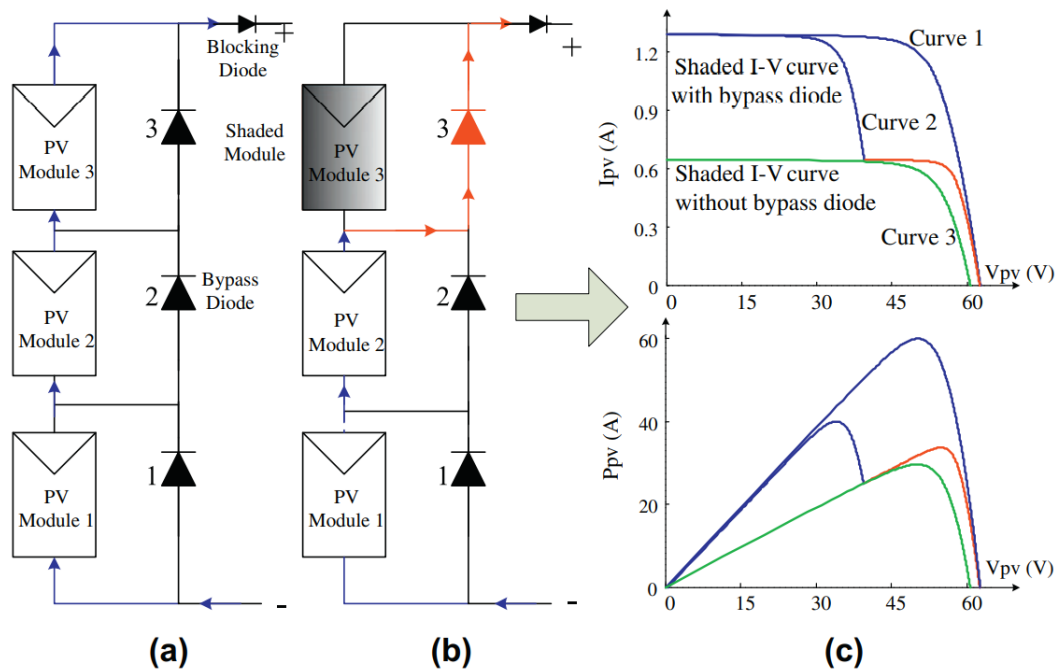 Blocking
Diode
+
3
PV
Module 3
2
Bypass
Diode
PV
Module 2
1
PV
Module 1
-
(a)
+
Shaded
Module
3
PV
Module 3
2
PV
Module 2
1
PV
Module 1
-
(b)
Ipv (A)
1.2
0.9
0.6
0.3
0
Curve 1
Shaded I-V curve
with bypass diode
Curve 2
Shaded I-V curve
without bypass diode
Curve 3
Vpv (V)
0 15 30 45 60
Ppv (A)
60
40
20
0
Vpv (V)
0 15 30 45 60
(c)